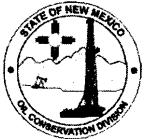 STATE OF NEW MEXICO
OIL CONSERVATION DIVISION